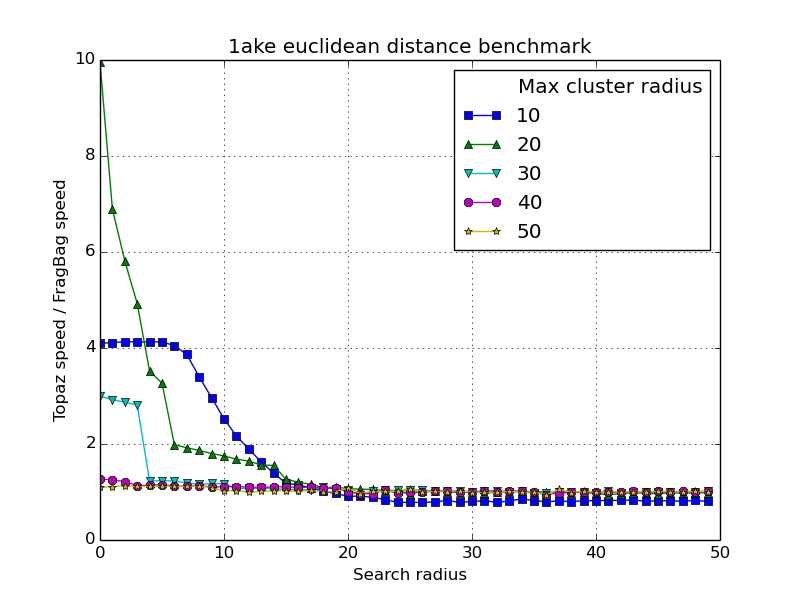 1ake euclidean distance benchmark
Topaz speed / FragBag speed
10
8
6
4
2
0
Max cluster radius
10
20
30
40
50
0 10 20 30 40 50
Search radius